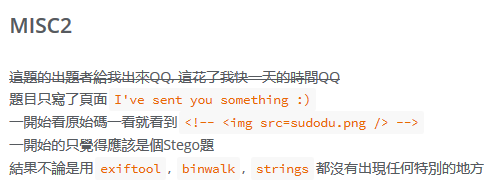 MISC2
這題的出題者給我出來QQ, 這花了我快一天的時間QQ
題目只寫了頁面 I've sent you something :)
一開始看原始碼一看就看到 <!-- <img src=sudodu.png /> -->
一開始的只覺得應該是個Stego題
結果不論是用 exiftool , binwalk , strings 都沒有出現任何特別的地方